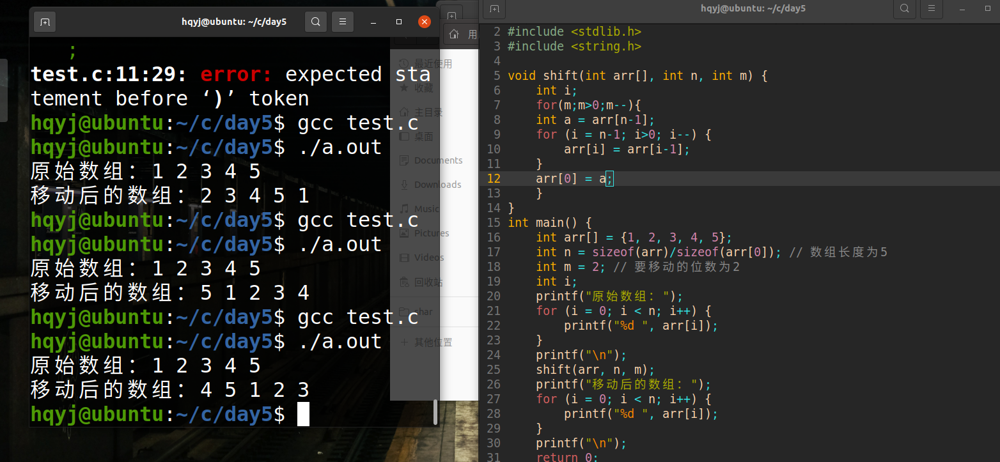 hqyj@ubuntu: ~/c/day5
;
test.c:11:29: error: expected sta
tement before ‘)’ token
hqyj@ubuntu:~/c/day5$ gcc test.c
hqyj@ubuntu:~/c/day5$ ./a.out
原始数组：1 2 3 4 5
移动后的数组：2 3 4 5 1
hqyj@ubuntu:~/c/day5$ gcc test.c
hqyj@ubuntu:~/c/day5$ ./a.out
原始数组：1 2 3 4 5
移动后的数组：5 1 2 3 4
hqyj@ubuntu:~/c/day5$ gcc test.c
hqyj@ubuntu:~/c/day5$ ./a.out
原始数组：1 2 3 4 5
移动后的数组：4 5 1 2 3
hqyj@ubuntu:~/c/day5$
用
最近使用
收藏
主目录
桌面
Documents
Downloads
Music
Pictures
Videos
回收站
shar
其他位置
hqyj@ubuntu: ~/c/day5
2 #include <stdlib.h>
3 #include <string.h>
4
5 void shift(int arr[], int n, int m) {
6     int i;
7     for(m;m>0;m--){
8     int a = arr[n-1];
9     for (i = n-1; i>0; i--) {
10         arr[i] = arr[i-1];
11     }
12     arr[0] = a;
13     }
14 }
15 int main() {
16     int arr[] = {1, 2, 3, 4, 5};
17     int n = sizeof(arr)/sizeof(arr[0]); // 数组长度为5
18     int m = 2; // 要移动的位数为2
19     int i;
20     printf("原始数组：");
21     for (i = 0; i < n; i++) {
22         printf("%d ", arr[i]);
23     }
24     printf("\n");
25     shift(arr, n, m);
26     printf("移动后的数组：");
27     for (i = 0; i < n; i++) {
28         printf("%d ", arr[i]);
29     }
30     printf("\n");
31     return 0;